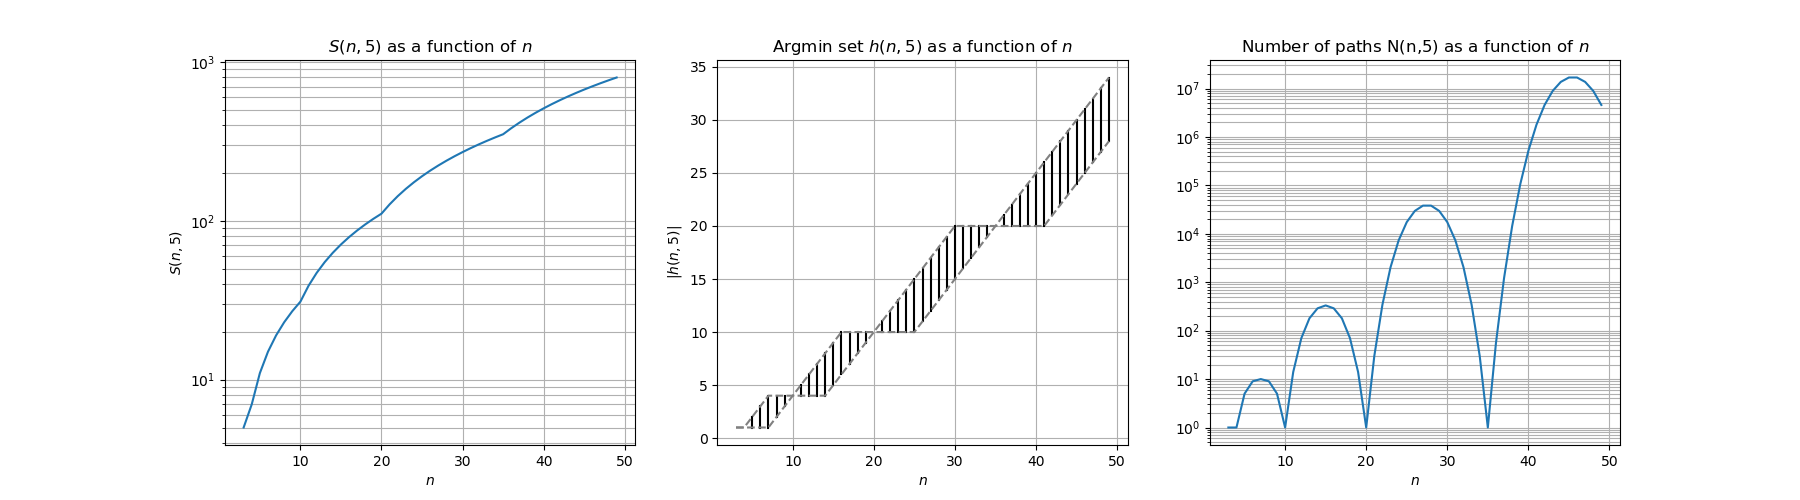 S(n, 5) as a function of n
S(n, 5)
10³
10²
10¹
10 20 30 40 50
n
Argmin set h(n, 5) as a function of n
|h(n, 5)|
35
30
25
20
15
10
5
0
10 20 30 40 50
n
Number of paths N(n,5) as a function of n
10⁷
10⁶
10⁵
10⁴
10³
10²
10¹
10⁰
10 20 30 40 50
n